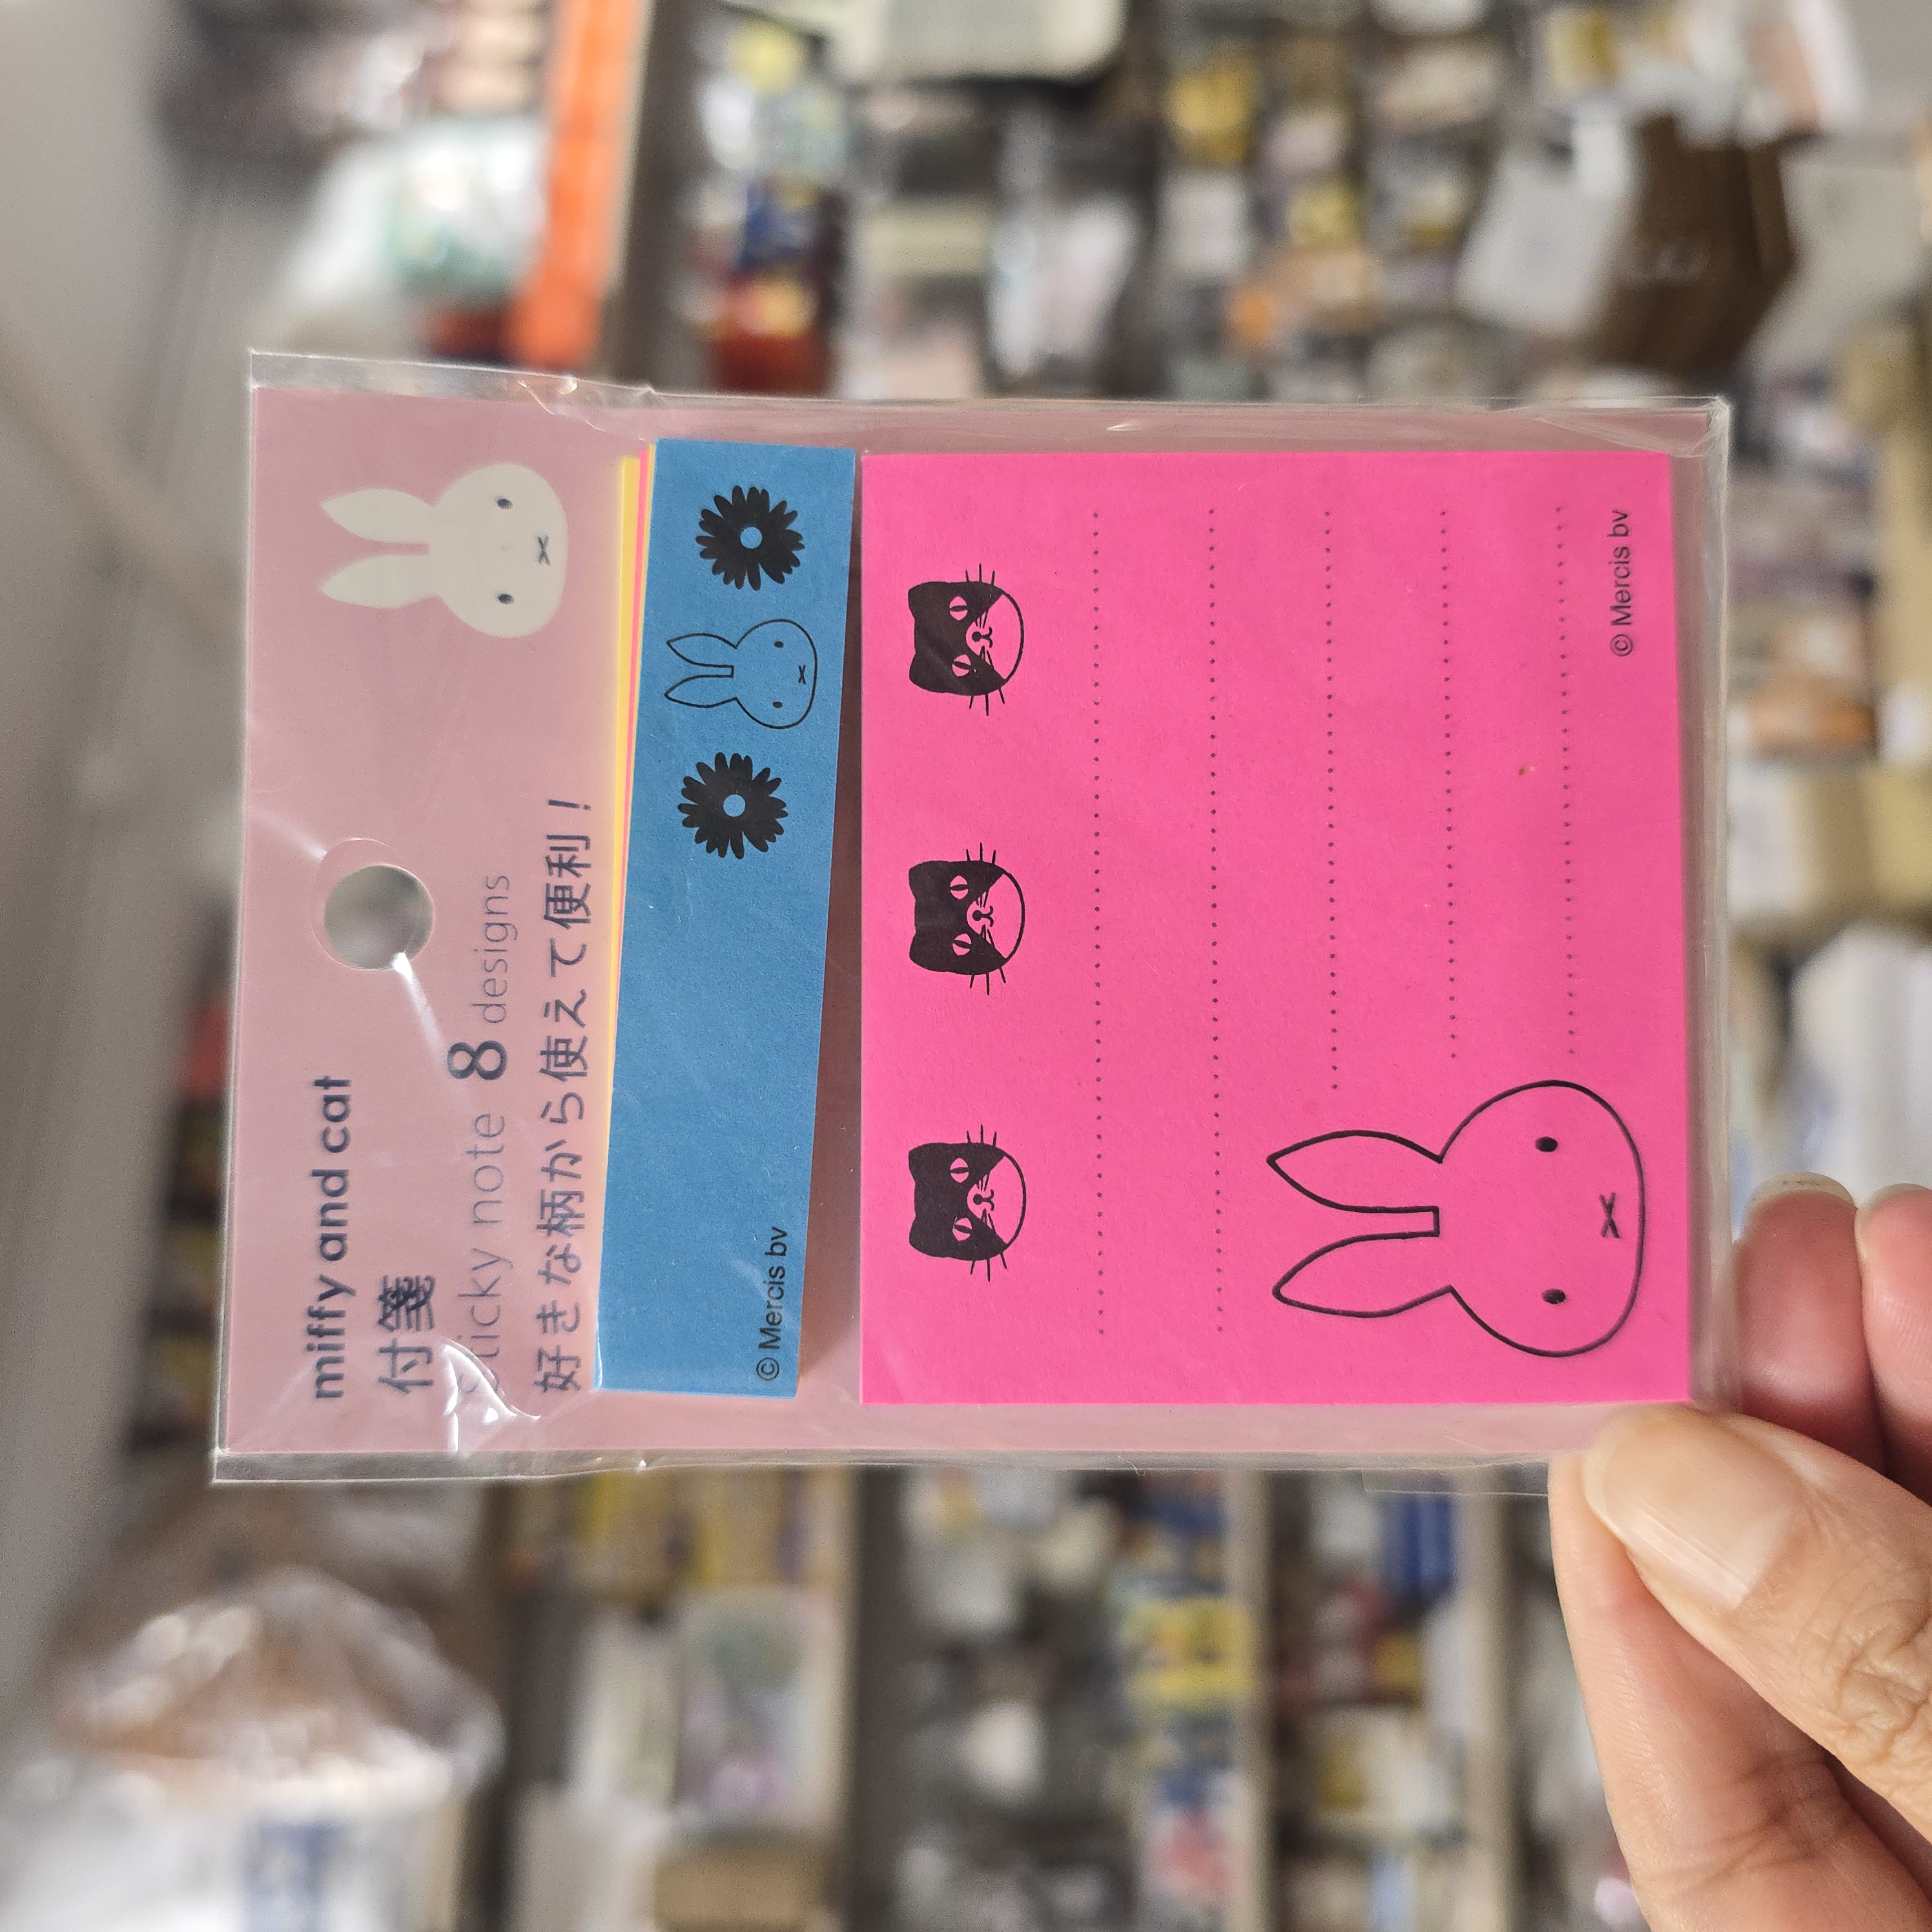 miffy and cat
付箋
Sticky note 8 designs
好きな柄から使えて便利！
© Mercis bv
© Mercis bv